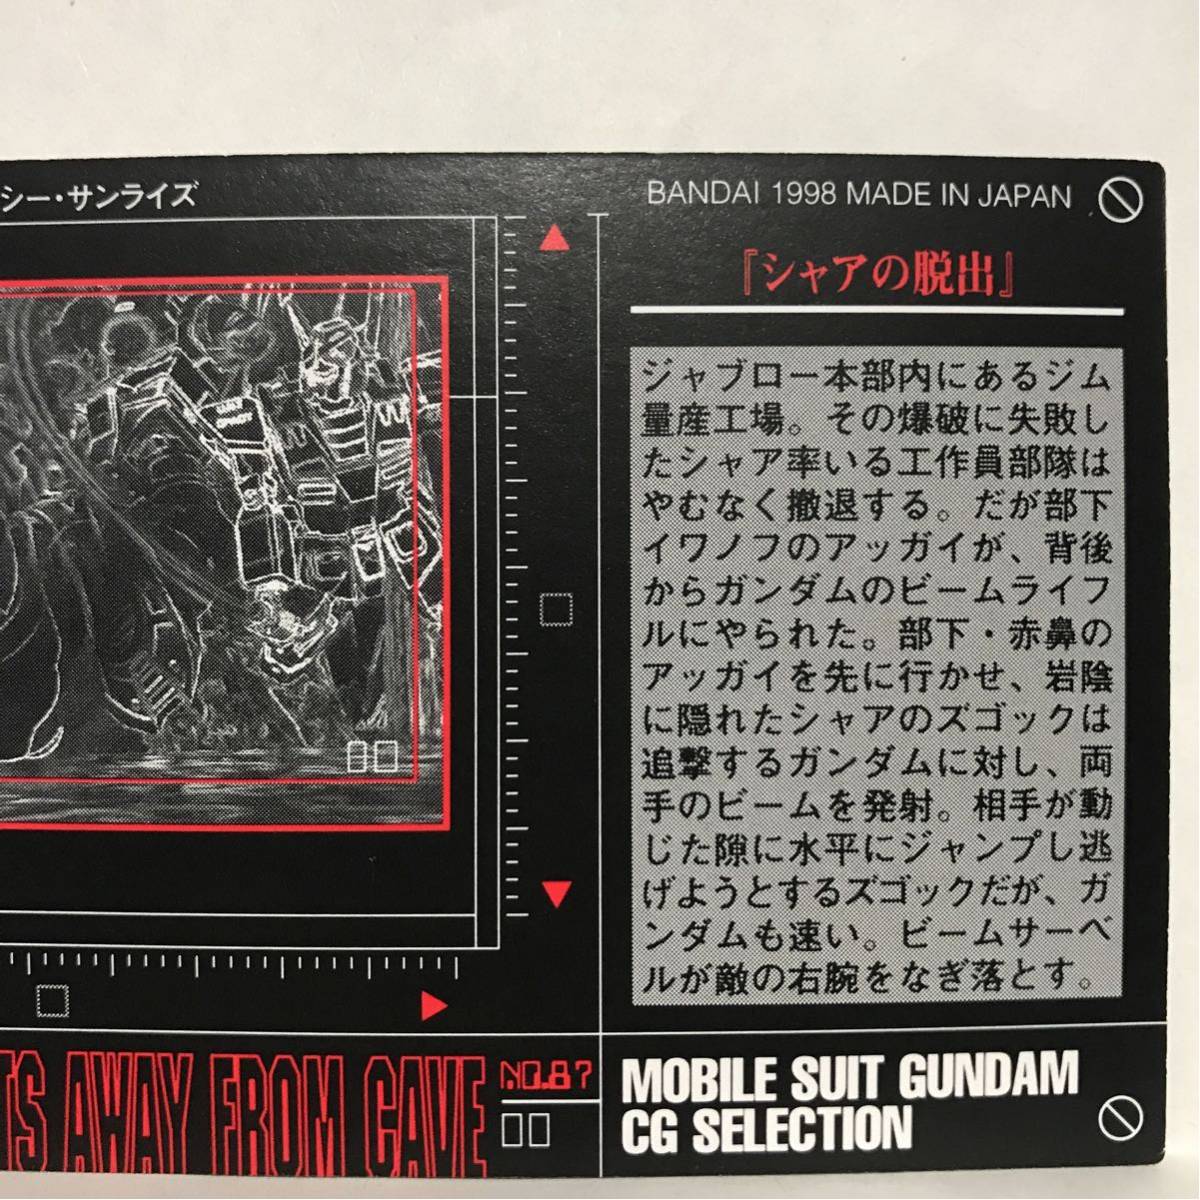 シー・サンライズ
BANDAI 1998 MADE IN JAPAN
『シャアの脱出』
ジャブロー本部内にあるジム
量産工場。その爆破に失敗し
たシャア率いる工作員部隊は
やむなく撤退する。だが部下
イワノフのアッガイが、背後
からガンダムのビームライフ
ルにやられた。部下・赤鼻の
アッガイを先に行かせ、岩陰
に隠れたシャアのズゴックは
追撃するガンダムに対し、両
手のビームを発射。相手が動
じた隙に水平にジャンプし逃
げようとするズゴックだが、ガ
ンダムも速い。ビームサーベ
ルが敵の右腕をなぎ落とす。
TS AWAY FROM CAVE
NO.87
MOBILE SUIT GUNDAM
CG SELECTION